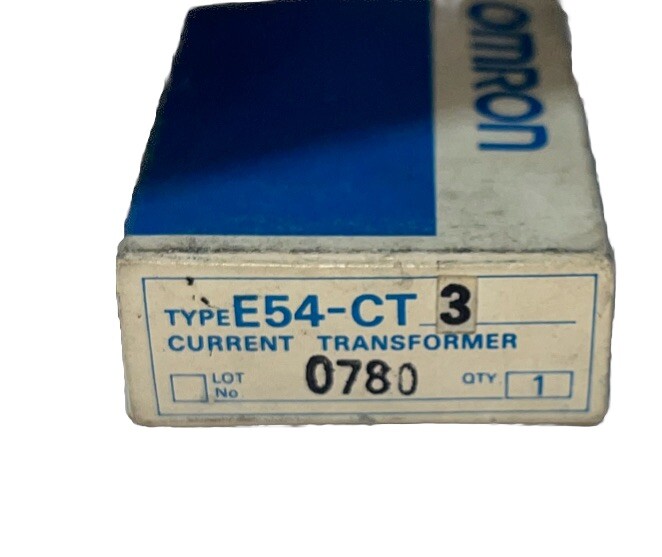 omron
TYPE E54-CT 3
CURRENT TRANSFORMER
LOT No. 0780 QTY. 1